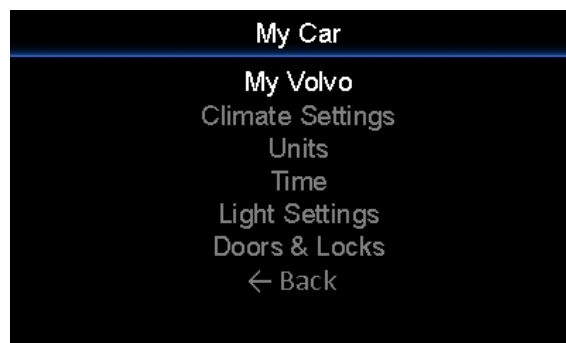 My Car
My Volvo
Climate Settings
Units
Time
Light Settings
Doors & Locks
← Back